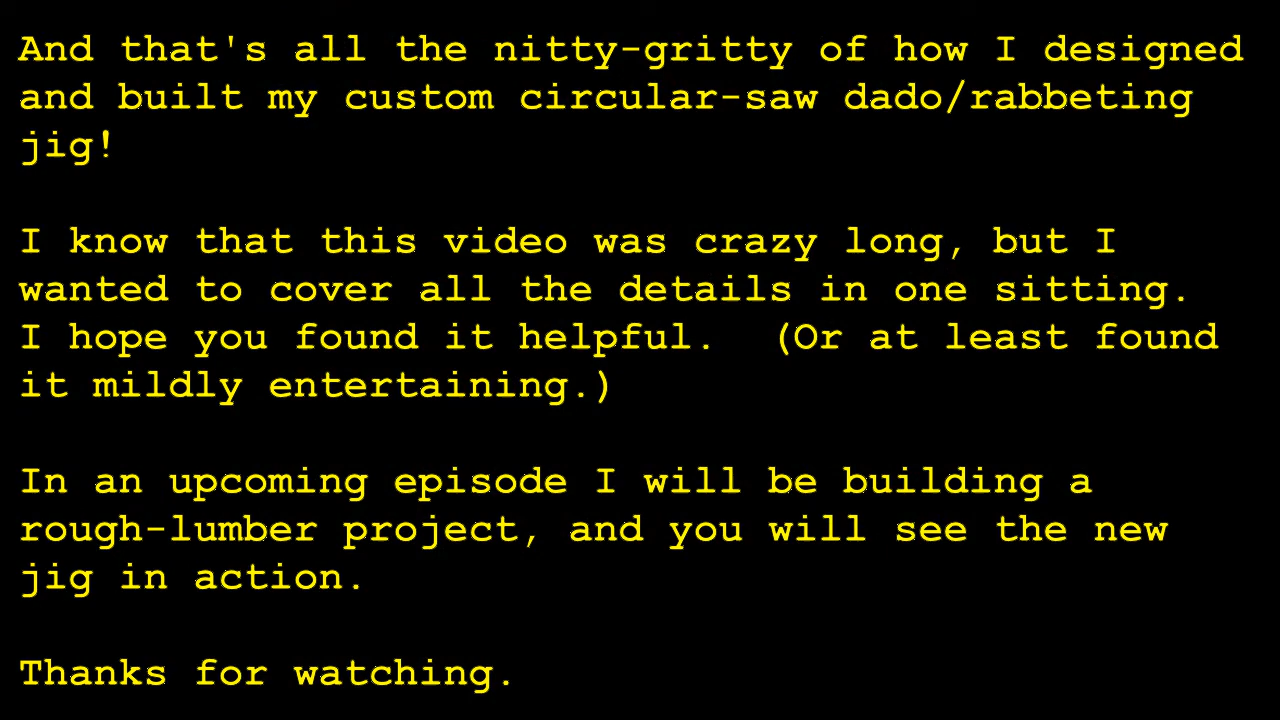 And that's all the nitty-gritty of how I designed
and built my custom circular-saw dado/rabbeting
jig!
I know that this video was crazy long, but I
wanted to cover all the details in one sitting.
I hope you found it helpful.  (Or at least found
it mildly entertaining.)
In an upcoming episode I will be building a
rough-lumber project, and you will see the new
jig in action.
Thanks for watching.